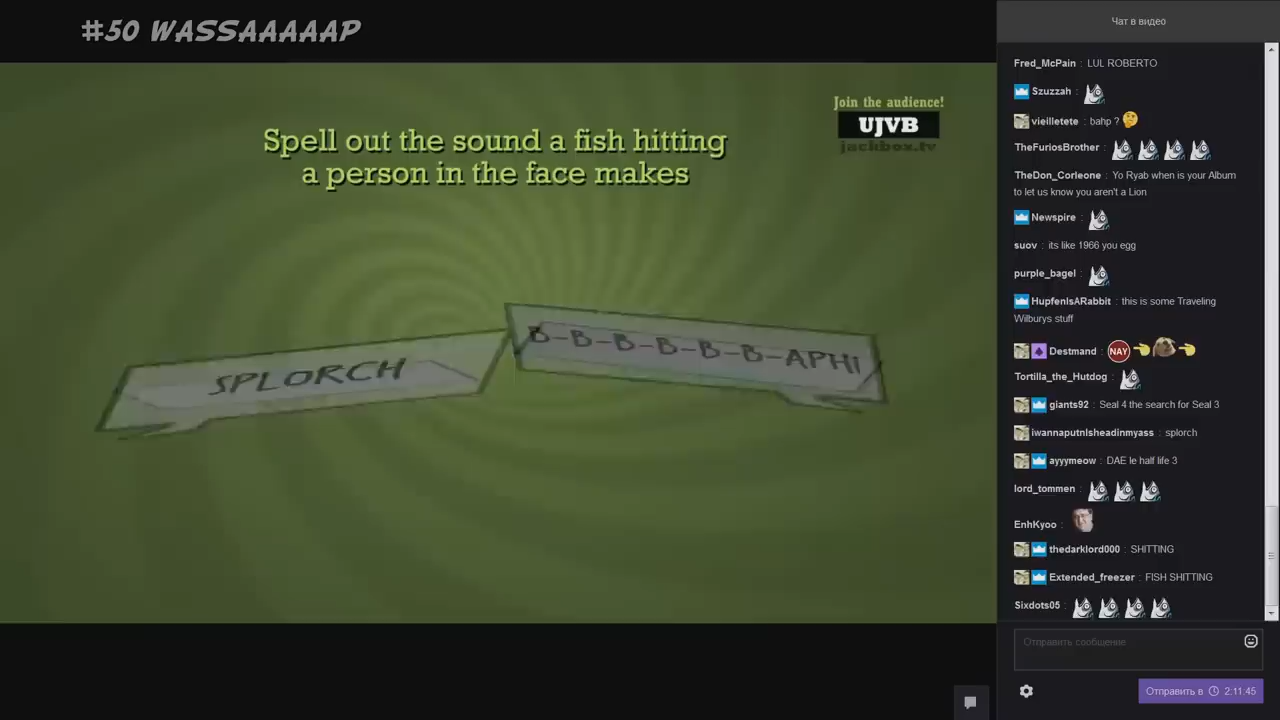 #50 WASSAAAAAP
Join the audience!
UJVB
jackbox.tv
Spell out the sound a fish hitting
a person in the face makes
SPLORCH
B-B-B-B-B-B-APHI
Чат в видео
Fred_McPain : LUL ROBERTO
Szuzzah :
vieilletete : bahp ?
TheFuriosBrother :
TheDon_Corleone : Yo Ryab when is your Album
to let us know you aren't a Lion
Newspire :
suov : its like 1966 you egg
purple_bagel :
HupfenIsARabbit : this is some Traveling
Wilburys stuff
Destmand : NAY
Tortilla_the_Hutdog :
giants92 : Seal 4 the search for Seal 3
iwannaputnlsheadinmyass : splorch
ayyymeow : DAE le half life 3
lord_tommen :
EnhKyoo :
thedarklord000 : SHITTING
Extended_freezer : FISH SHITTING
Sixdots05 :
Отправить сообщение
Отправить в 2:11:45